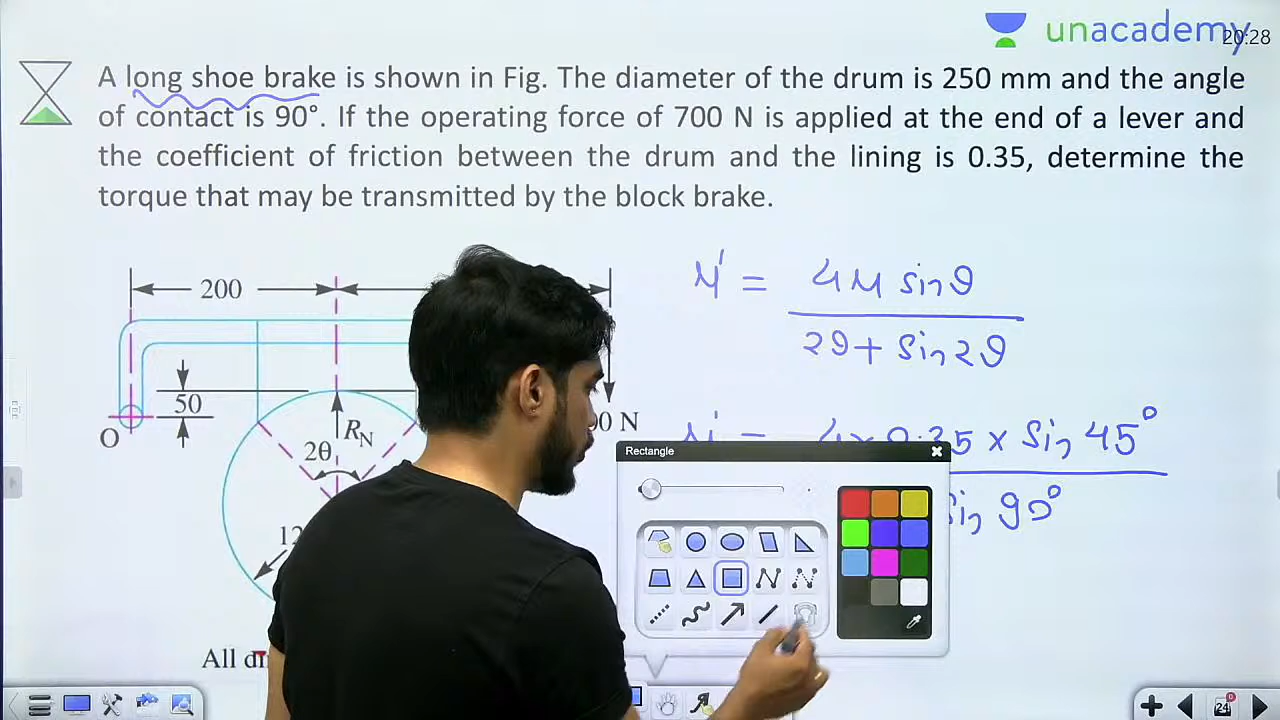 unacademy
20:28
A long shoe brake is shown in Fig. The diameter of the drum is 250 mm and the angle
of contact is 90°. If the operating force of 700 N is applied at the end of a lever and
the coefficient of friction between the drum and the lining is 0.35, determine the
torque that may be transmitted by the block brake.
200
50
O
R_N
2θ
μ' = 4μ sinθ
2θ + sin2θ
μ' = 4 × 0.35 × sin 45°
sin 90°
Rectangle
All
24